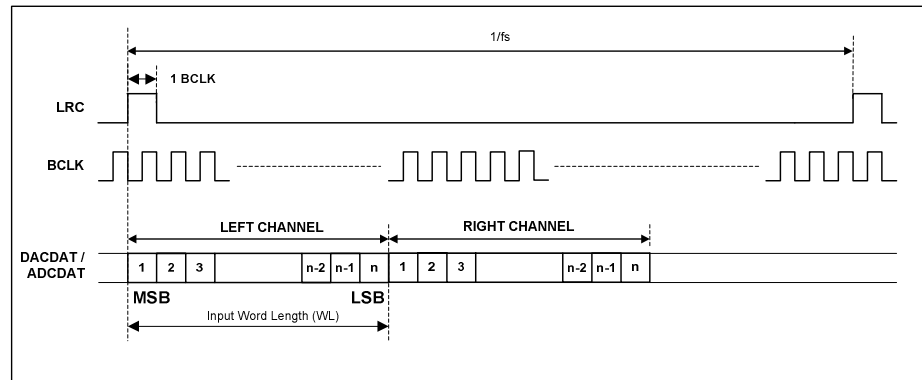 1/fs
1 BCLK
LRC
BCLK
LEFT CHANNEL
RIGHT CHANNEL
DACDAT /
ADCDAT
1 2 3 n-2 n-1 n 1 2 3 n-2 n-1 n
MSB LSB
Input Word Length (WL)